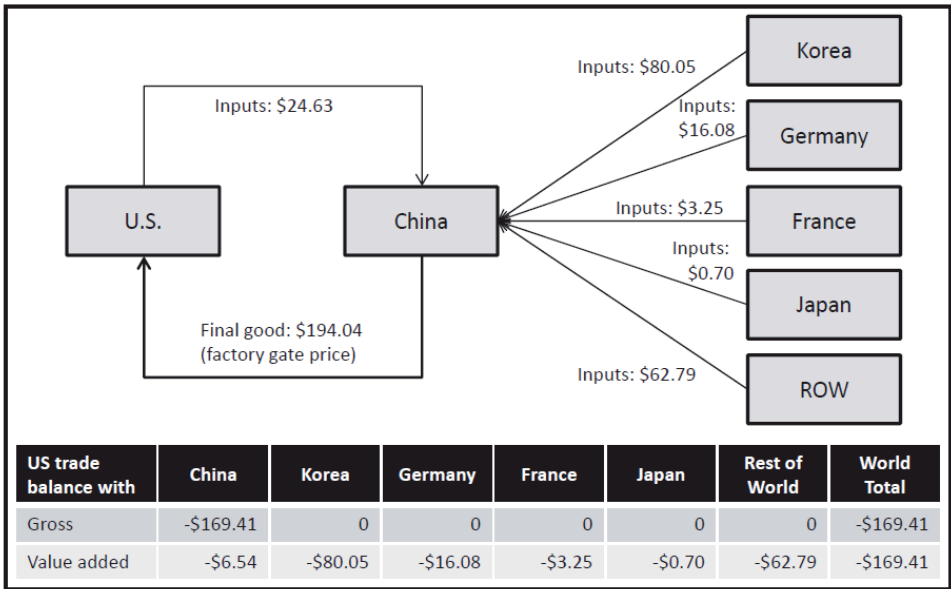 Korea
Inputs: $80.05
Inputs: $24.63
Inputs:
$16.08
Germany
U.S.
China
Inputs: $3.25
France
Inputs:
$0.70
Japan
Final good: $194.04
(factory gate price)
Inputs: $62.79
ROW
US trade balance with China Korea Germany France Japan Rest of World World Total
Gross -$169.41 0 0 0 0 0 -$169.41
Value added -$6.54 -$80.05 -$16.08 -$3.25 -$0.70 -$62.79 -$169.41